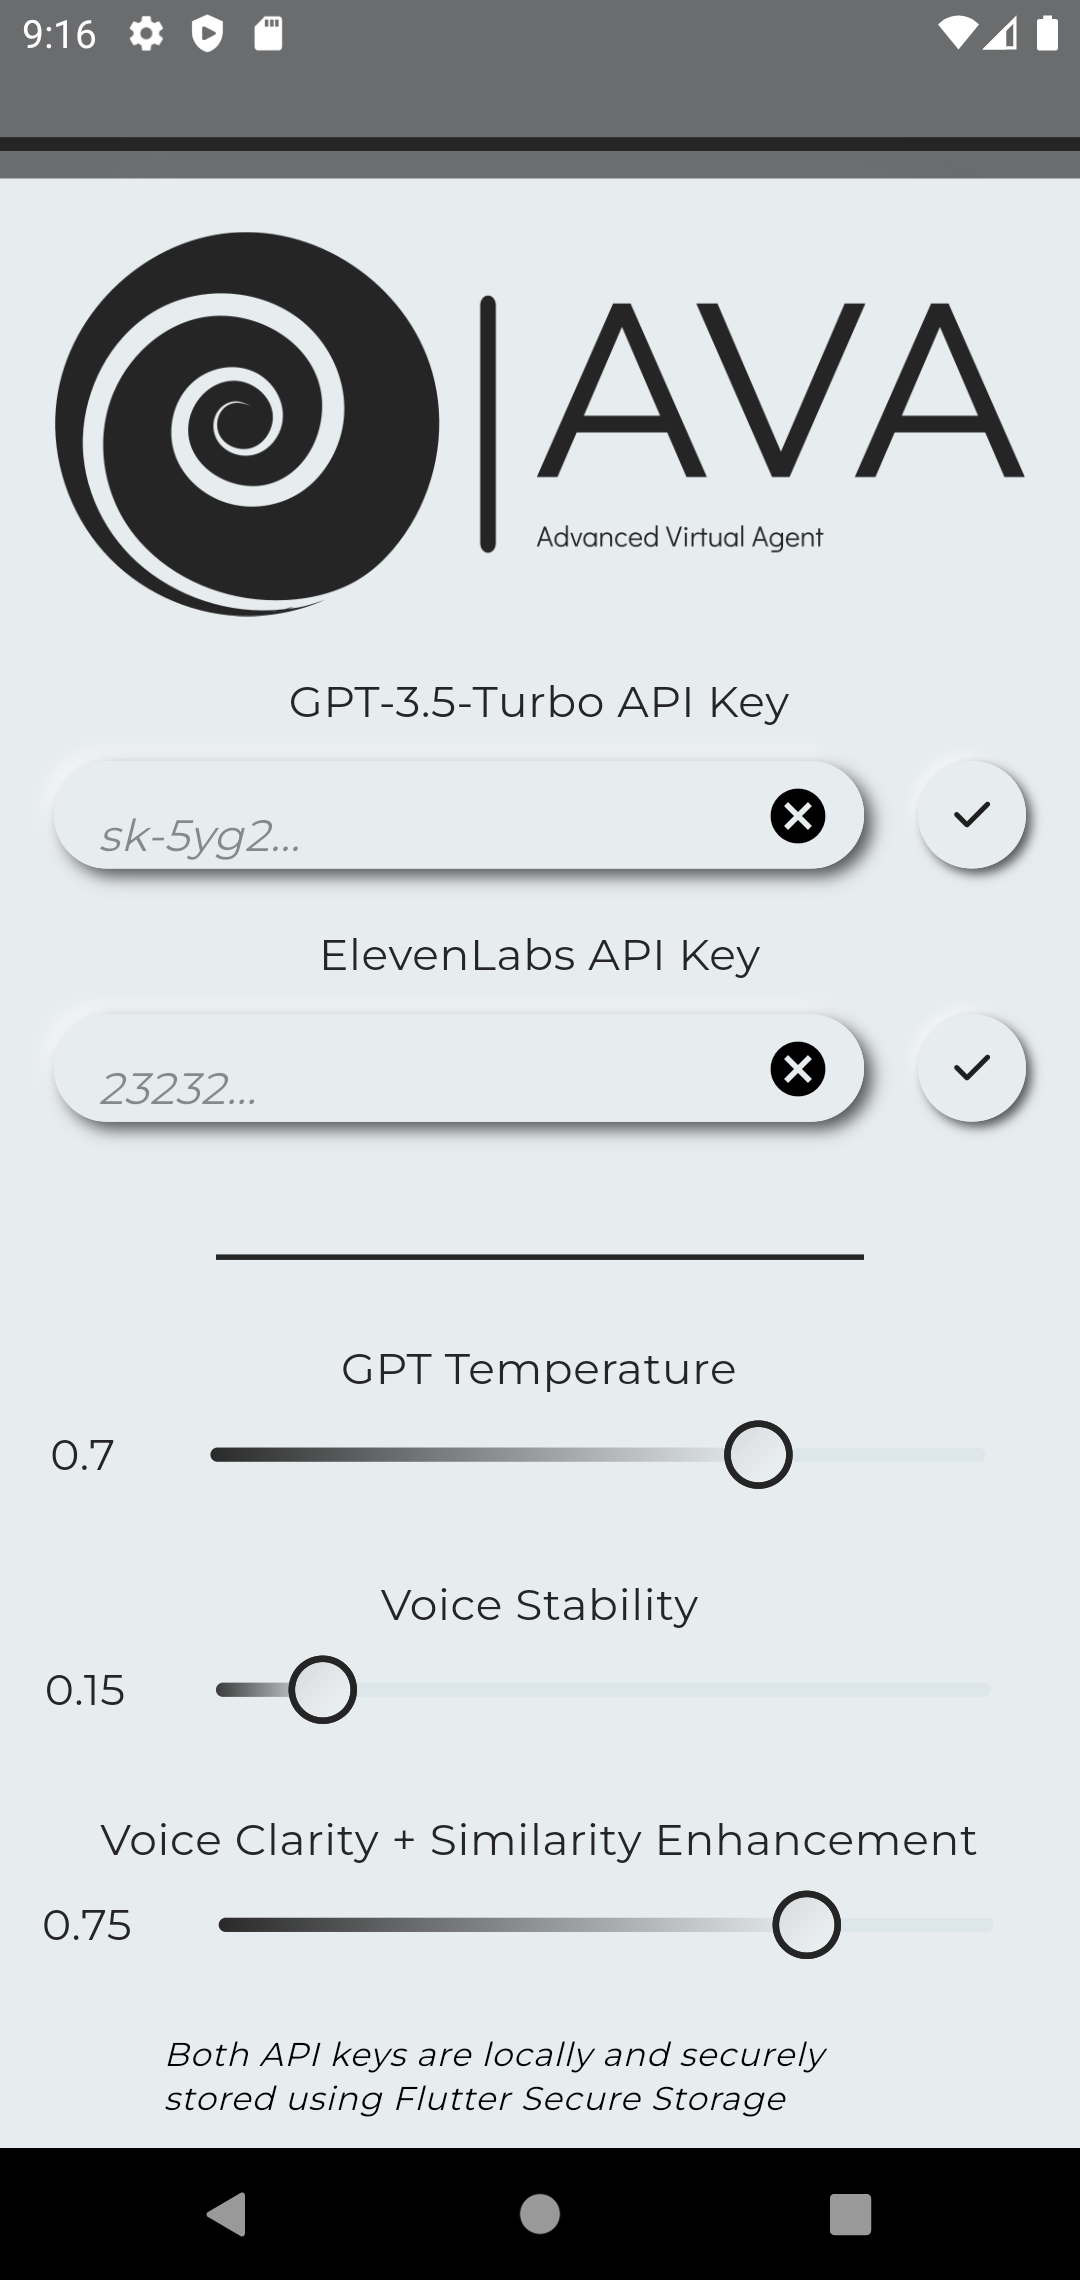 9:16
AVA
Advanced Virtual Agent
GPT-3.5-Turbo API Key
sk-5yg2...
ElevenLabs API Key
23232...
GPT Temperature
0.7
Voice Stability
0.15
Voice Clarity + Similarity Enhancement
0.75
Both API keys are locally and securely
stored using Flutter Secure Storage